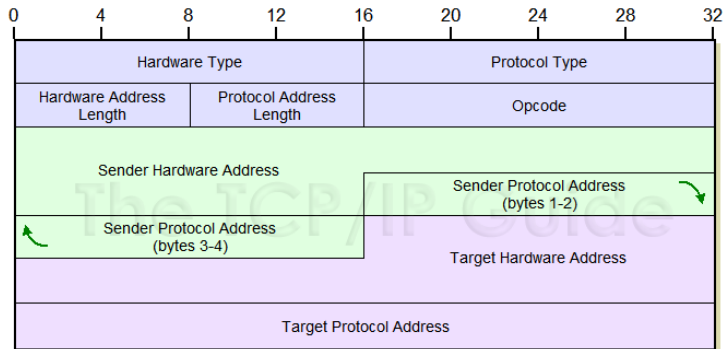 0 4 8 12 16 20 24 28 32
Hardware Type Protocol Type
Hardware Address
Length
Protocol Address
Length
Opcode
Sender Hardware Address
Sender Protocol Address
(bytes 1-2)
The TCP/IP Guide
Sender Protocol Address
(bytes 3-4)
Target Hardware Address
Target Protocol Address